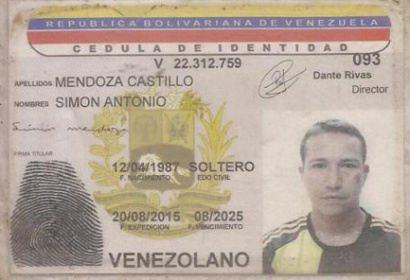 REPUBLICA BOLIVARIANA DE VENEZUELA
CEDULA DE IDENTIDAD
V 22.312.759
093
Dante Rivas
Director
APELLIDOS MENDOZA CASTILLO
NOMBRES SIMON ANTONIO
Simón mendoza
FIRMA TITULAR
12/04/1987 SOLTERO
F. NACIMIENTO EDO CIVIL
20/08/2015 08/2025
F. EXPEDICION F. VENCIMIENTO
VENEZOLANO